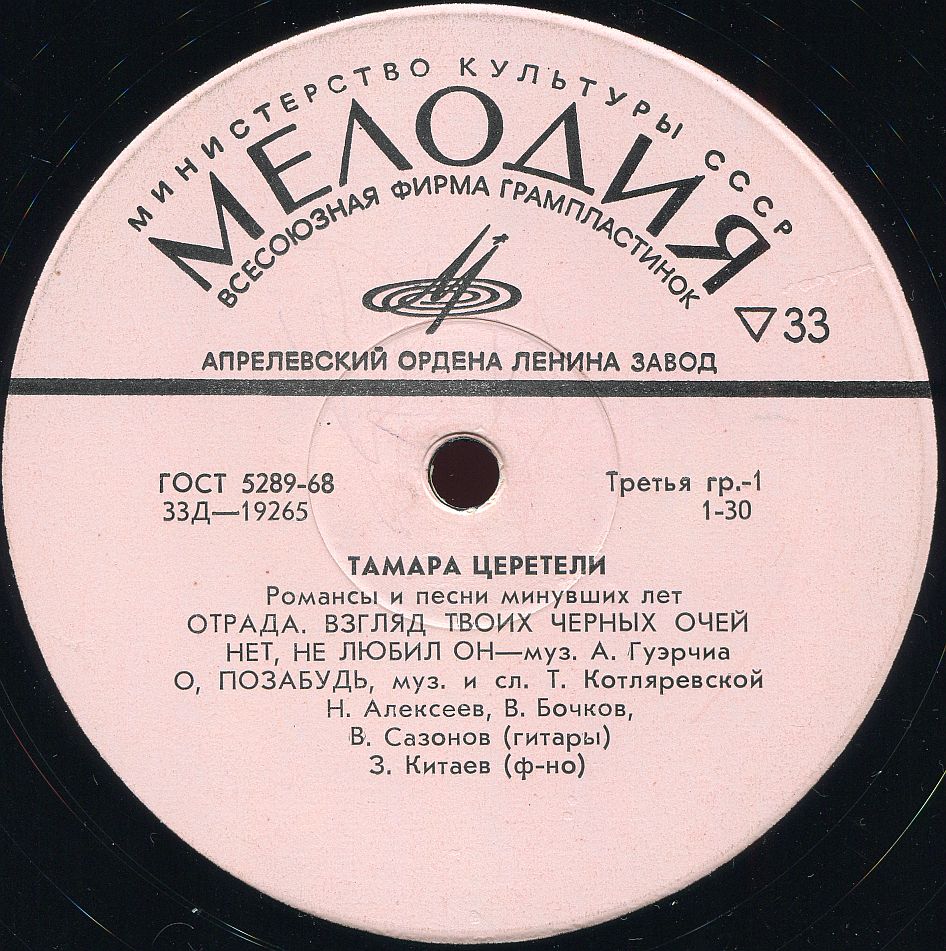 МИНИСТЕРСТВО КУЛЬТУРЫ СССР
МЕЛОДИЯ
ВСЕСОЮЗНАЯ ФИРМА ГРАМПЛАСТИНОК
▽33
АПРЕЛЕВСКИЙ ОРДЕНА ЛЕНИНА ЗАВОД
ГОСТ 5289-68 Третья гр.-1
33Д—19265 1-30
ТАМАРА ЦЕРЕТЕЛИ
Романсы и песни минувших лет
ОТРАДА. ВЗГЛЯД ТВОИХ ЧЕРНЫХ ОЧЕЙ
НЕТ, НЕ ЛЮБИЛ ОН—муз. А. Гуэрчиа
О, ПОЗАБУДЬ, муз. и сл. Т. Котляревской
Н. Алексеев, В. Бочков,
В. Сазонов (гитары)
З. Китаев (ф-но)